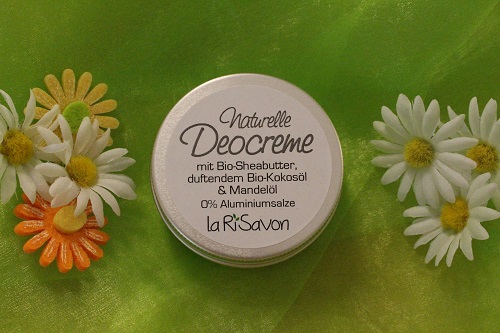 Naturelle
Deocreme
mit Bio-Sheabutter,
duftendem Bio-Kokosöl
& Mandelöl
0% Aluminiumsalze
la RiSavon